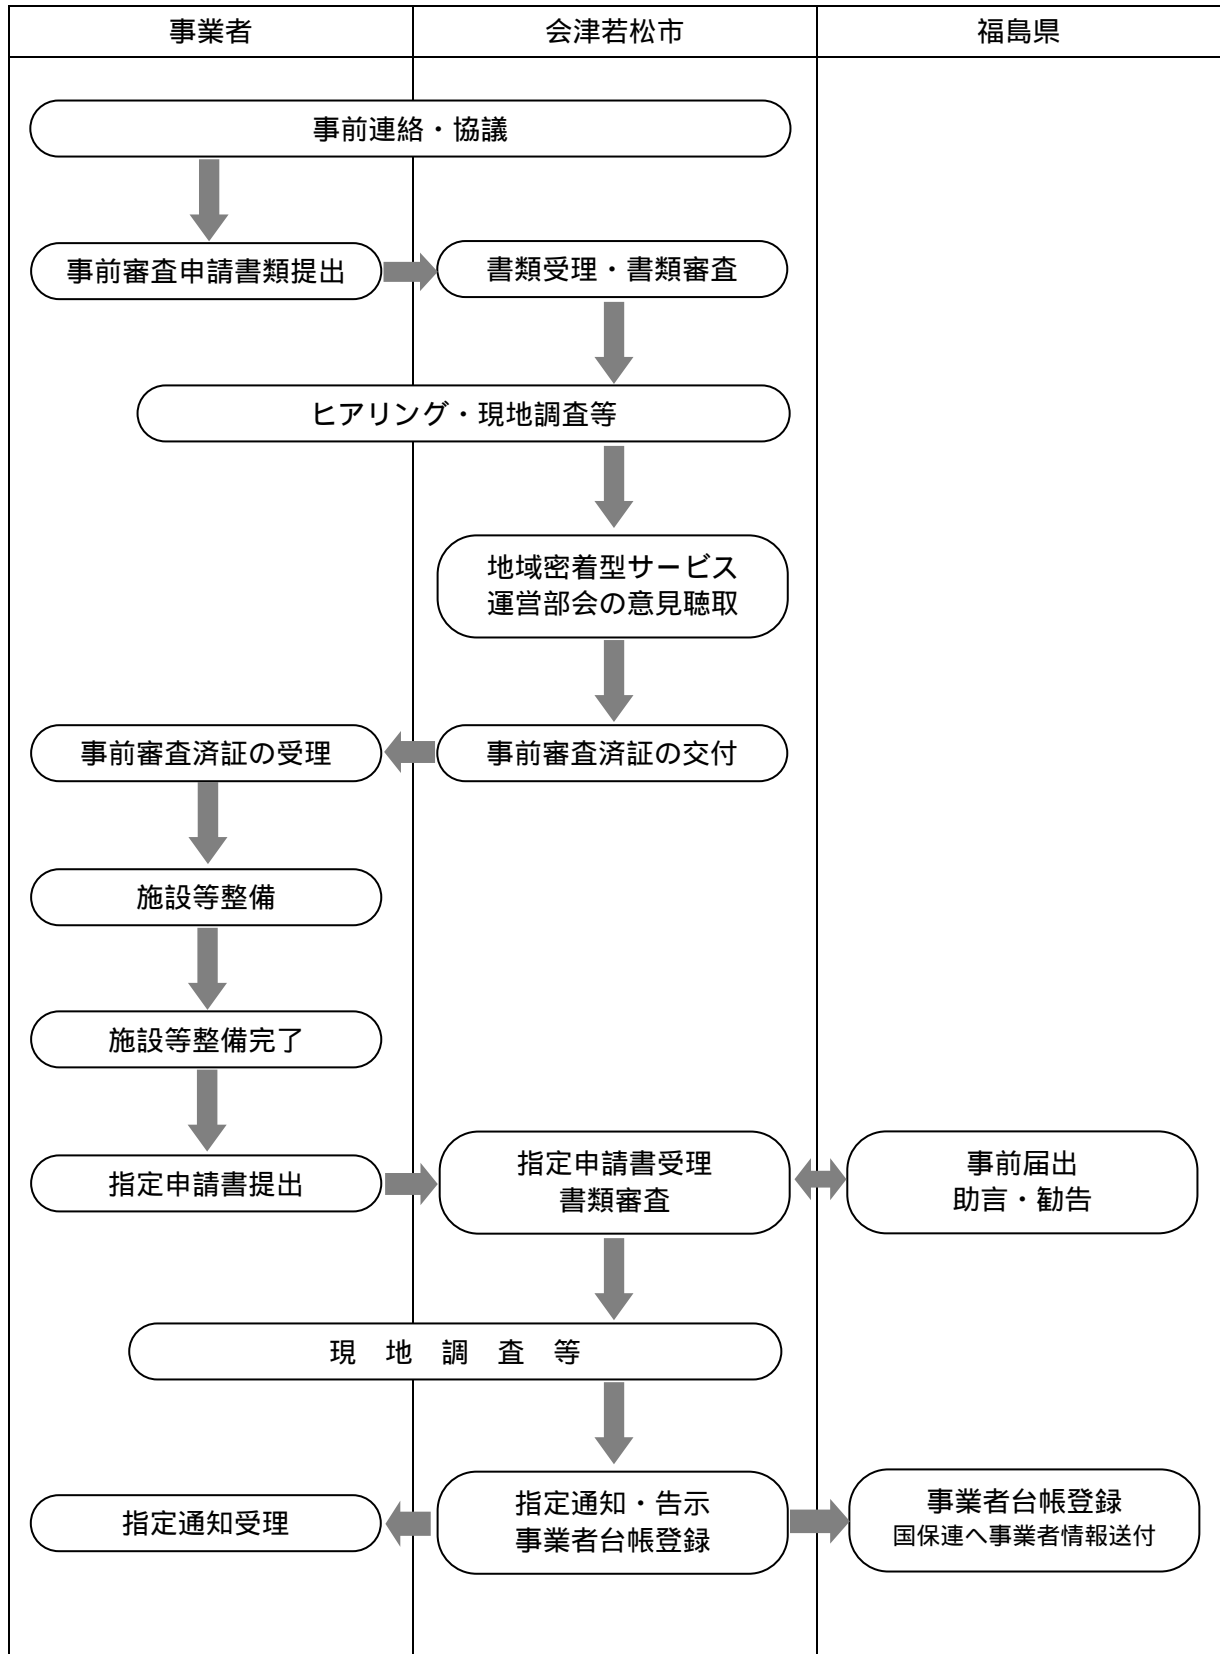 事業者
会津若松市
福島県
事前連絡・協議
事前審査申請書類提出
書類受理・書類審査
ヒアリング・現地調査等
地域密着型サービス
運営部会の意見聴取
事前審査済証の受理
事前審査済証の交付
施設等整備
施設等整備完了
指定申請書提出
指定申請書受理
書類審査
事前届出
助言・勧告
現　地　調　査　等
指定通知受理
指定通知・告示
事業者台帳登録
事業者台帳登録
国保連へ事業者情報送付